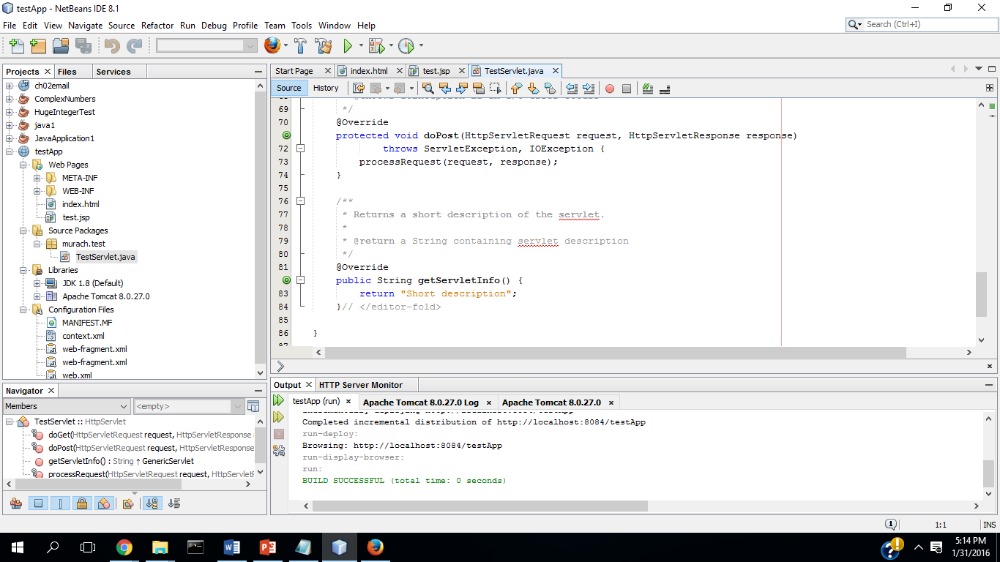 testApp - NetBeans IDE 8.1
File Edit View Navigate Source Refactor Run Debug Profile Team Tools Window Help
Search (Ctrl+I)
Projects Files Services
ch02email
ComplexNumbers
HugeIntegerTest
java1
JavaApplication1
testApp
Web Pages
META-INF
WEB-INF
index.html
test.jsp
Source Packages
murach.test
TestServlet.java
Libraries
JDK 1.8 (Default)
Apache Tomcat 8.0.27.0
Configuration Files
MANIFEST.MF
context.xml
web-fragment.xml
web-fragment.xml
web.xml
Navigator
Members <empty>
TestServlet :: HttpServlet
doGet(HttpServletRequest request, HttpServletResponse
doPost(HttpServletRequest request, HttpServletResponse
getServletInfo() : String ↑ GenericServlet
processRequest(HttpServletRequest request, HttpServletR
Start Page index.html test.jsp TestServlet.java
Source History
69 */
70 @Override
protected void doPost(HttpServletRequest request, HttpServletResponse response)
72 throws ServletException, IOException {
73 processRequest(request, response);
74 }
75
76 /**
77 * Returns a short description of the servlet.
78 *
79 * @return a String containing servlet description
80 */
81 @Override
public String getServletInfo() {
83 return "Short description";
84 }// </editor-fold>
85
86 }
87
Output HTTP Server Monitor
testApp (run) Apache Tomcat 8.0.27.0 Log Apache Tomcat 8.0.27.0
Completed incremental distribution of http://localhost:8084/testApp
run-deploy:
Browsing: http://localhost:8084/testApp
run-display-browser:
run:
BUILD SUCCESSFUL (total time: 0 seconds)
1 1:1 INS
5:14 PM
1/31/2016